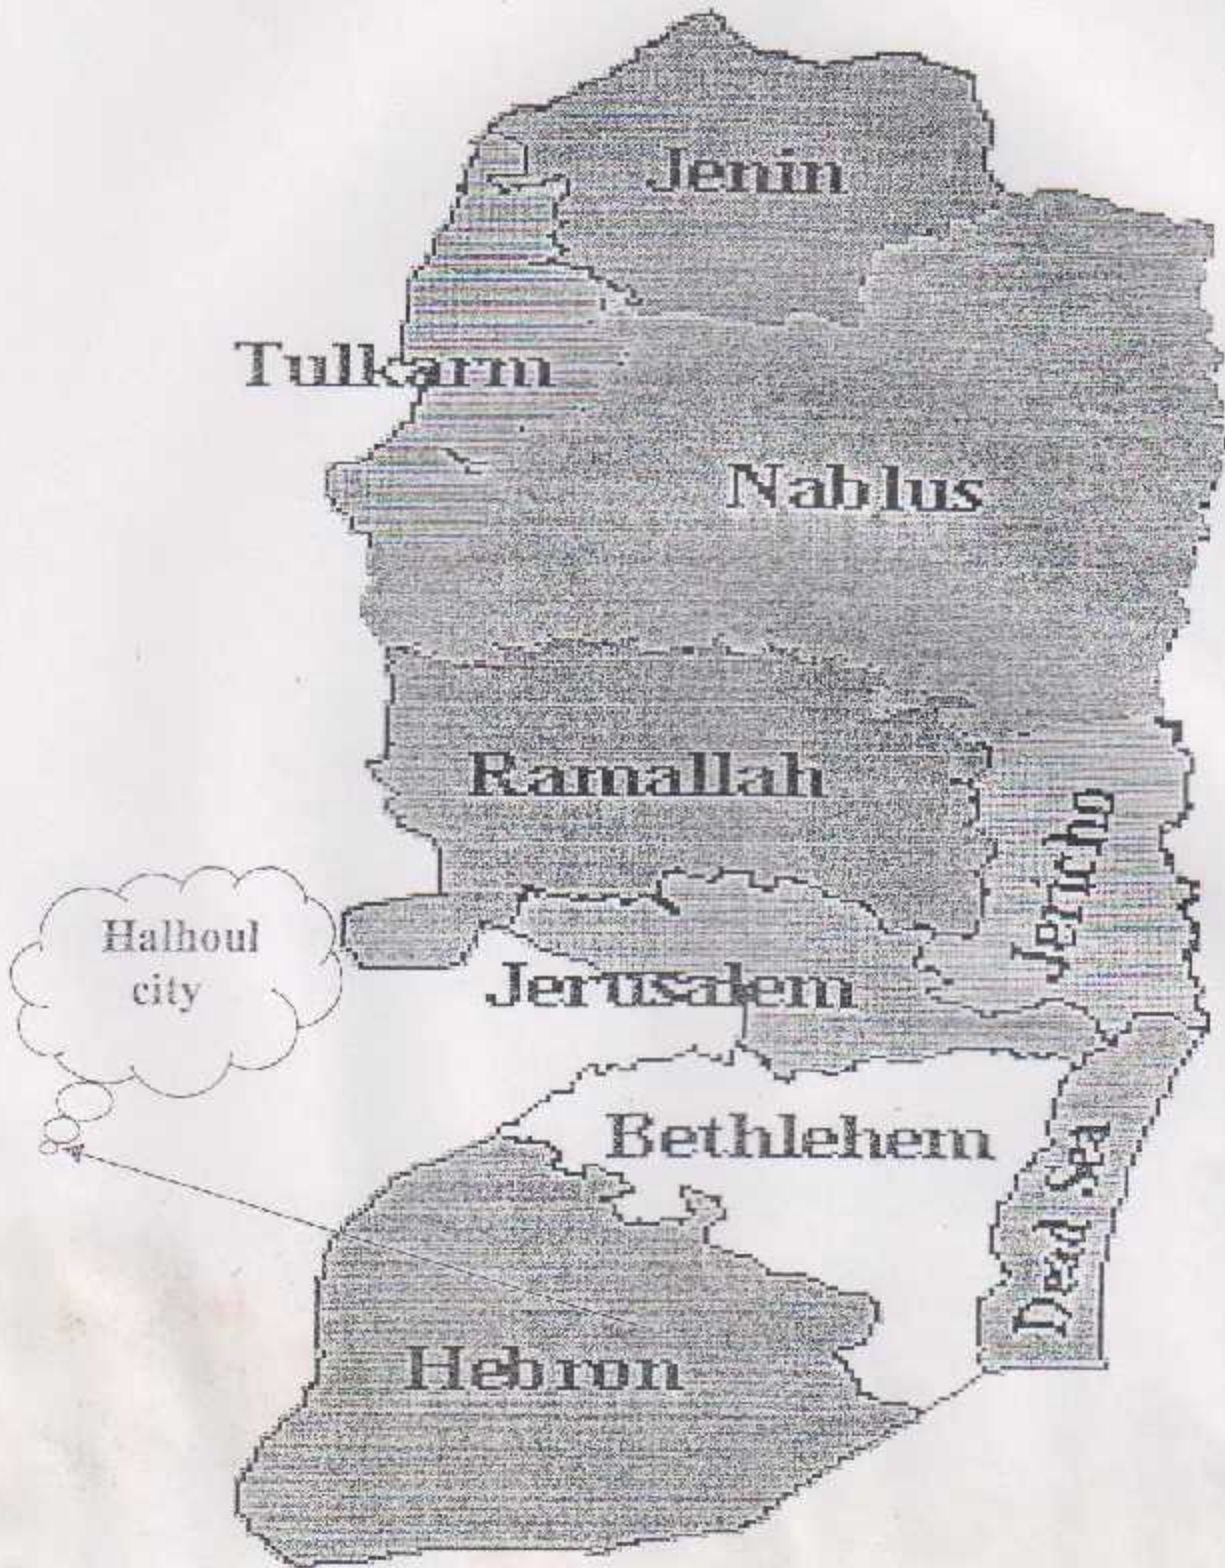 Jenin
Tulkarm
Nablus
Ramallah
Jericho
Halhoul
city
Jerusalem
Bethlehem
Dead Sea
Hebron